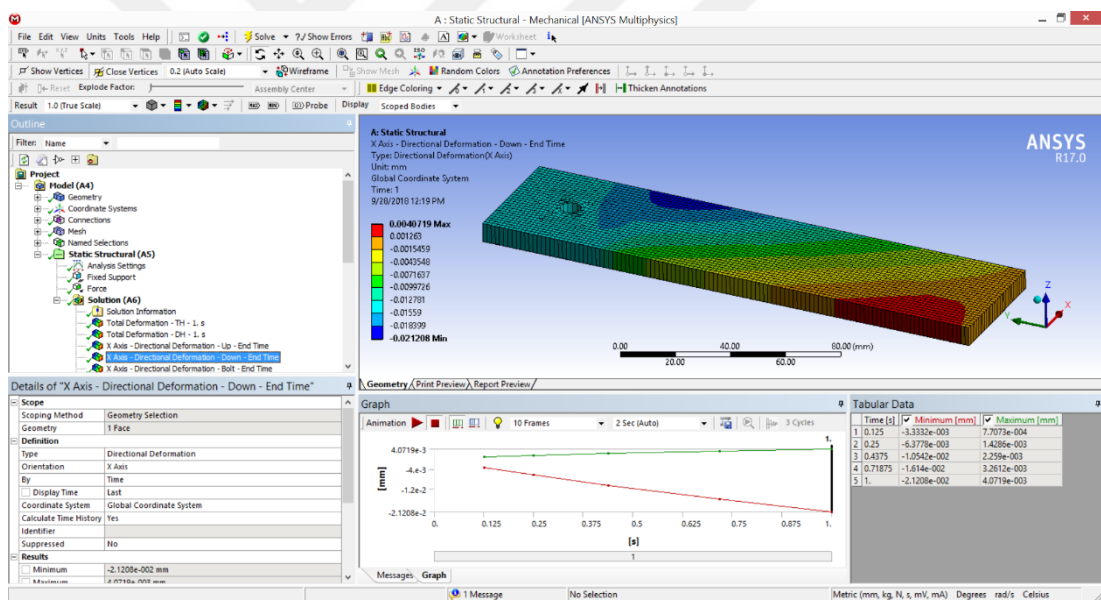 A : Static Structural - Mechanical [ANSYS Multiphysics]
File Edit View Units Tools Help Solve ?/ Show Errors Worksheet
Show Vertices Close Vertices 0.2 (Auto Scale) Wireframe Show Mesh Random Colors Annotation Preferences
Reset Explode Factor: Assembly Center Edge Coloring Thicken Annotations
Result 1.0 (True Scale) Probe Display Scoped Bodies
Outline
Filter: Name
Project
Model (A4)
Geometry
Coordinate Systems
Connections
Mesh
Named Selections
Static Structural (A5)
Analysis Settings
Fixed Support
Force
Solution (A6)
Solution Information
Total Deformation - TH - 1. s
Total Deformation - DH - 1. s
X Axis - Directional Deformation - Up - End Time
X Axis - Directional Deformation - Down - End Time
X Axis - Directional Deformation - Bolt - End Time
A: Static Structural
X Axis - Directional Deformation - Down - End Time
Type: Directional Deformation(X Axis)
Unit: mm
Global Coordinate System
Time: 1
9/28/2018 12:19 PM
0.0040719 Max
0.001263
-0.0015459
-0.0043548
-0.0071637
-0.0099726
-0.012781
-0.01559
-0.018399
-0.021208 Min
ANSYS
R17.0
Z
X
Y
0.00 40.00 80.00 (mm)
20.00 60.00
Geometry Print Preview Report Preview
Details of "X Axis - Directional Deformation - Down - End Time"
Scope
Scoping Method Geometry Selection
Geometry 1 Face
Definition
Type Directional Deformation
Orientation X Axis
By Time
Display Time Last
Coordinate System Global Coordinate System
Calculate Time History Yes
Identifier
Suppressed No
Results
Minimum -2.1208e-002 mm
Maximum 4.0719e-003 mm
Graph
Animation 10 Frames 2 Sec (Auto) 3 Cycles
1.
4.0719e-3
-4.e-3
-1.2e-2
-2.1208e-2
[mm]
0. 0.125 0.25 0.375 0.5 0.625 0.75 0.875 1.
[s]
1
Messages Graph
Tabular Data
Time [s] Minimum [mm] Maximum [mm]
1 0.125 -3.3332e-003 7.7073e-004
2 0.25 -6.3778e-003 1.4286e-003
3 0.4375 -1.0542e-002 2.259e-003
4 0.71875 -1.614e-002 3.2612e-003
5 1. -2.1208e-002 4.0719e-003
1 Message No Selection Metric (mm, kg, N, s, mV, mA) Degrees rad/s Celsius